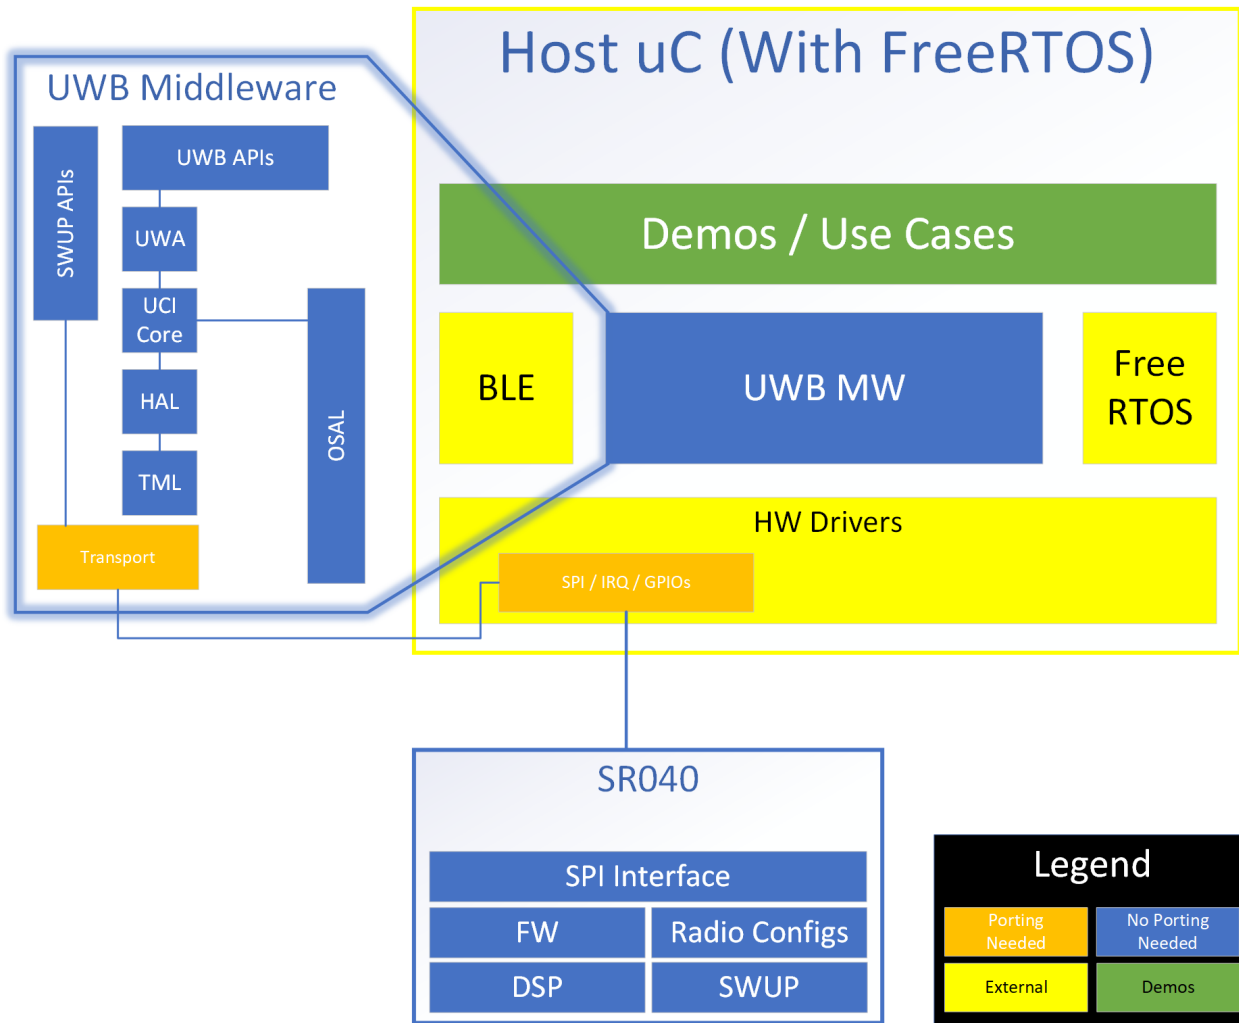 Host uC (With FreeRTOS)
UWB Middleware
SWUP APIs
UWB APIs
UWA
UCI
Core
HAL
TML
OSAL
Transport
Demos / Use Cases
BLE
UWB MW
Free
RTOS
HW Drivers
SPI / IRQ / GPIOs
SR040
SPI Interface
FW
Radio Configs
DSP
SWUP
Legend
Porting
Needed
No Porting
Needed
External
Demos